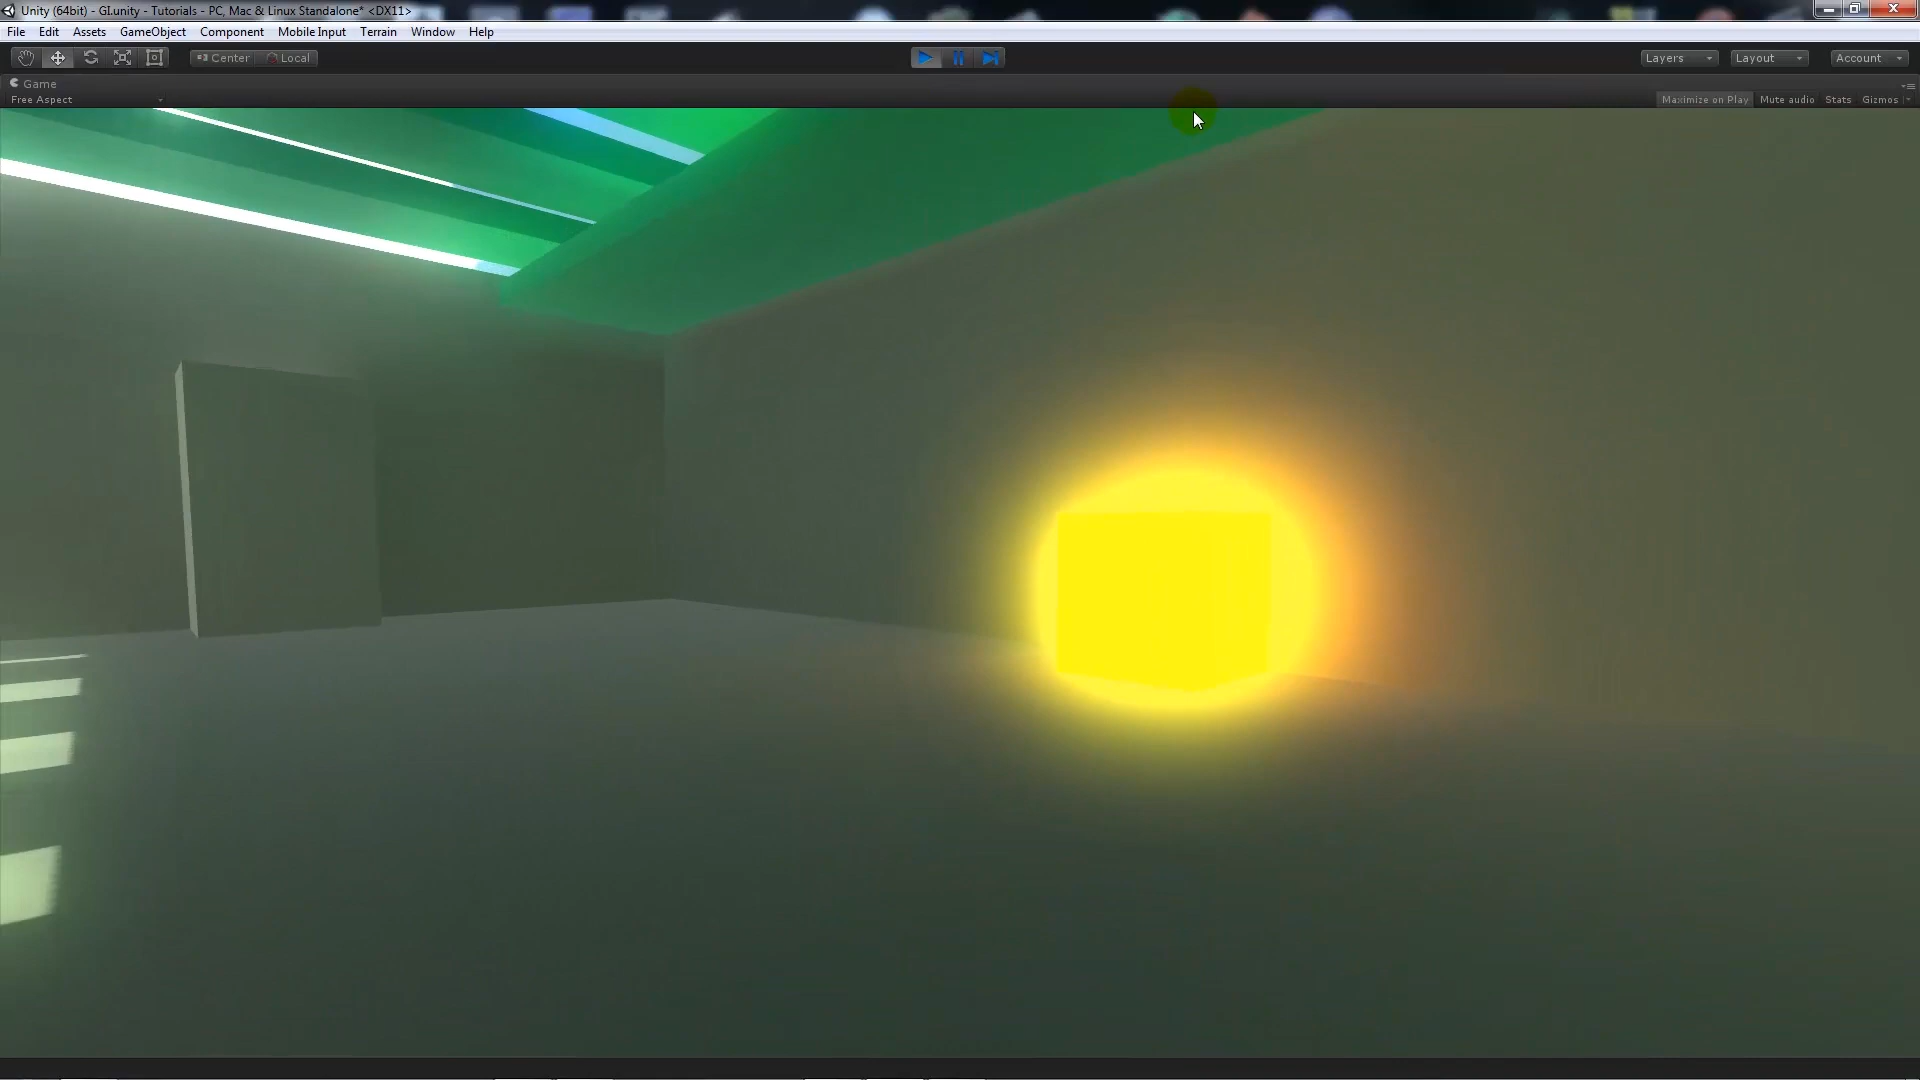 Unity (64bit) - GI.unity - Tutorials - PC, Mac & Linux Standalone* <DX11>
File Edit Assets GameObject Component Mobile Input Terrain Window Help
Center Local Layers Layout Account
Game
Free Aspect Maximize on Play Mute audio Stats Gizmos